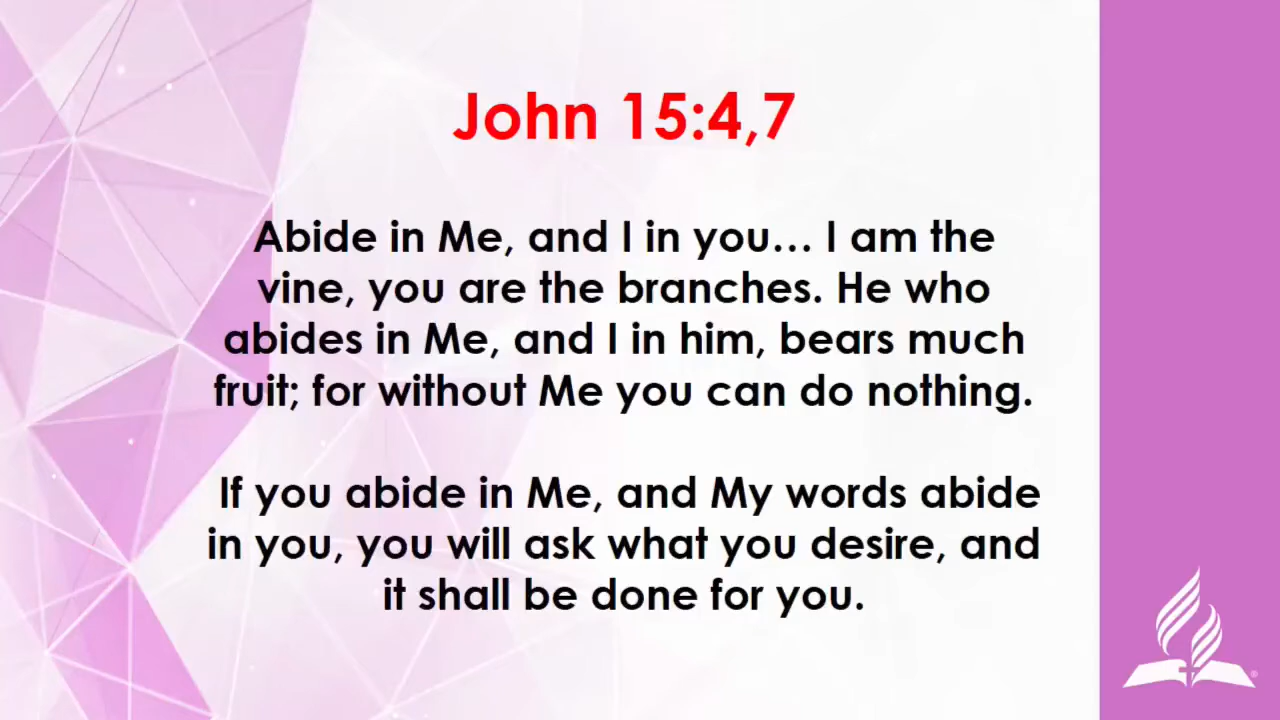 John 15:4,7
Abide in Me, and I in you... I am the
vine, you are the branches. He who
abides in Me, and I in him, bears much
fruit; for without Me you can do nothing.
If you abide in Me, and My words abide
in you, you will ask what you desire, and
it shall be done for you.